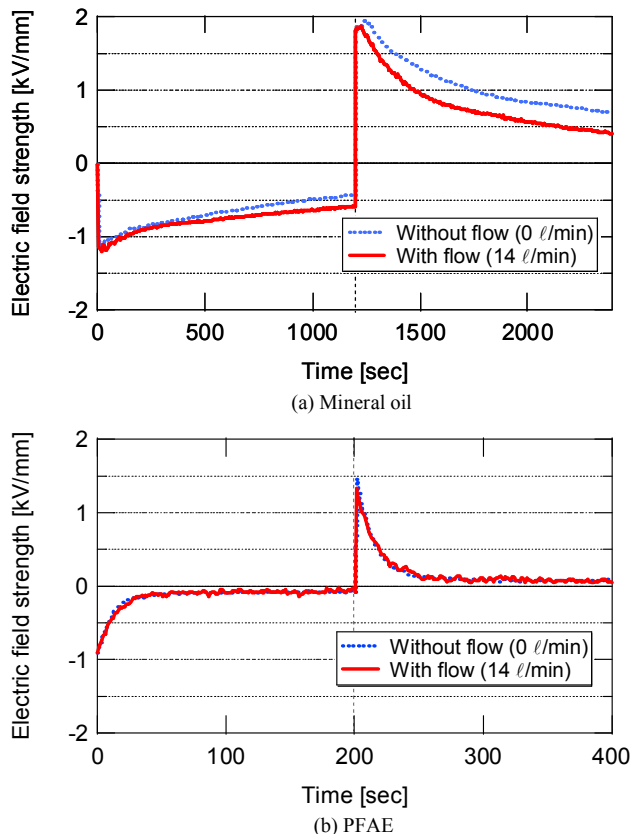 Electric field strength [kV/mm]
2
1
0
-1
-2
0
500
1000
1500
2000
Without flow (0 ℓ/min)
With flow (14 ℓ/min)
Time [sec]
(a) Mineral oil
Electric field strength [kV/mm]
2
1
0
-1
-2
0
100
200
300
400
Without flow (0 ℓ/min)
With flow (14 ℓ/min)
Time [sec]
(b) PFAE